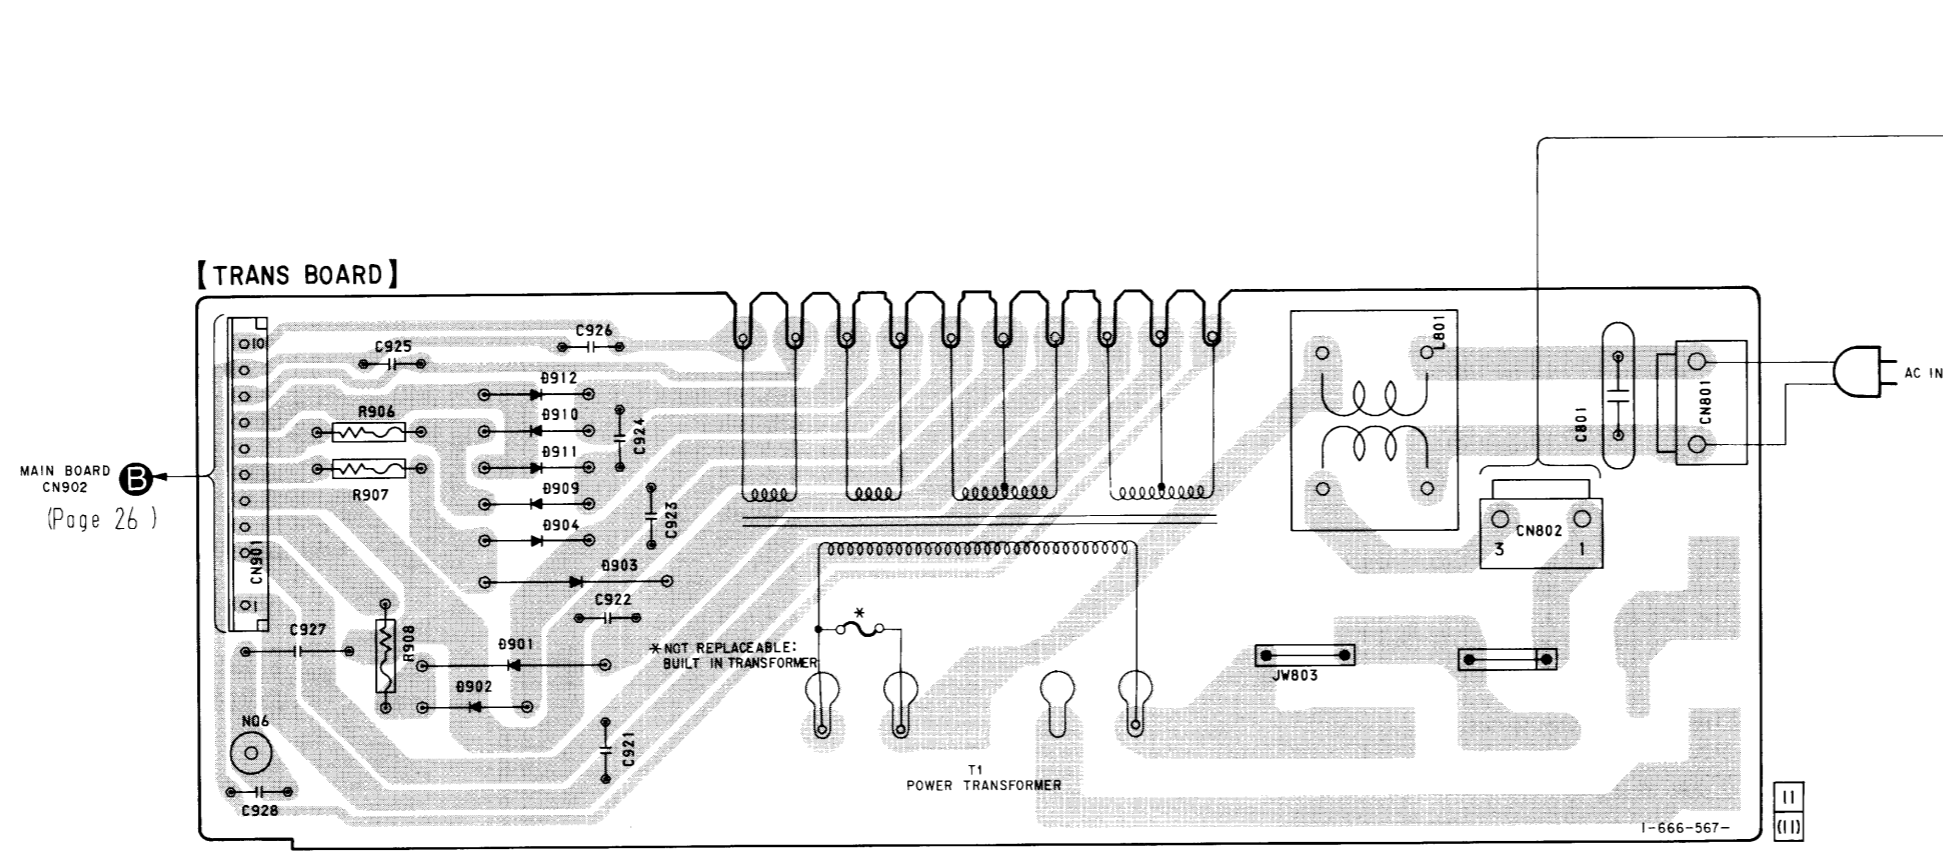 【TRANS BOARD】
10
C925
C926
L801
D912
R906
D910
C924
D911
R907
D909
D904
C923
D903
C922
CN901
1
C927
R908
D901
D902
NO6
C921
C928
MAIN BOARD
CN902
B
(Page 26 )
*
*NOT REPLACEABLE:
BUILT IN TRANSFORMER
T1
POWER TRANSFORMER
C801
CN801
AC IN
CN802
3
1
JW803
1-666-567-
11
(11)